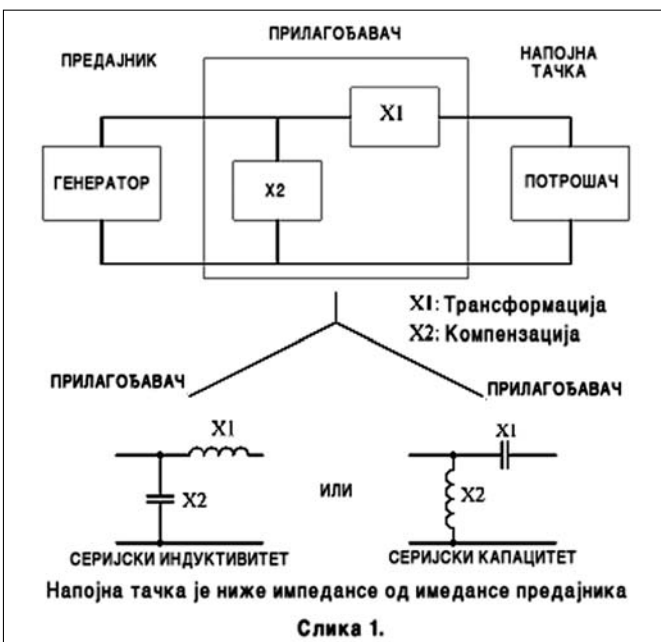 ПРИЛАГОЂАВАЧ
ПРЕДАЈНИК
НАПОЈНА
ТАЧКА
X1
ГЕНЕРАТОР
X2
ПОТРОШАЧ
X1: Трансформација
X2: Компензација
ПРИЛАГОЂАВАЧ
ПРИЛАГОЂАВАЧ
X1
X2
ИЛИ
X1
X2
СЕРИЈСКИ ИНДУКТИВИТЕТ
СЕРИЈСКИ КАПАЦИТЕТ
Напојна тачка је ниже импедансе од имедансе предајника
Слика 1.